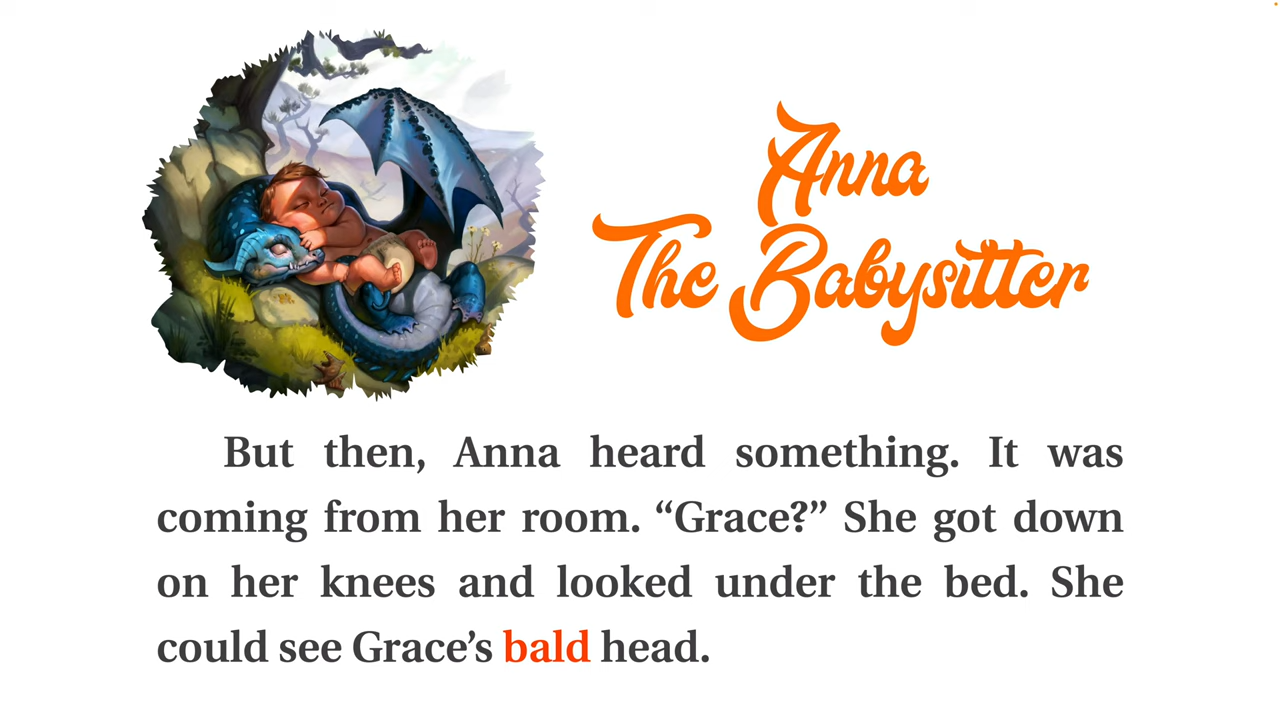 Anna
The Babysitter
But then, Anna heard something. It was
coming from her room. “Grace?” She got down
on her knees and looked under the bed. She
could see Grace’s bald head.